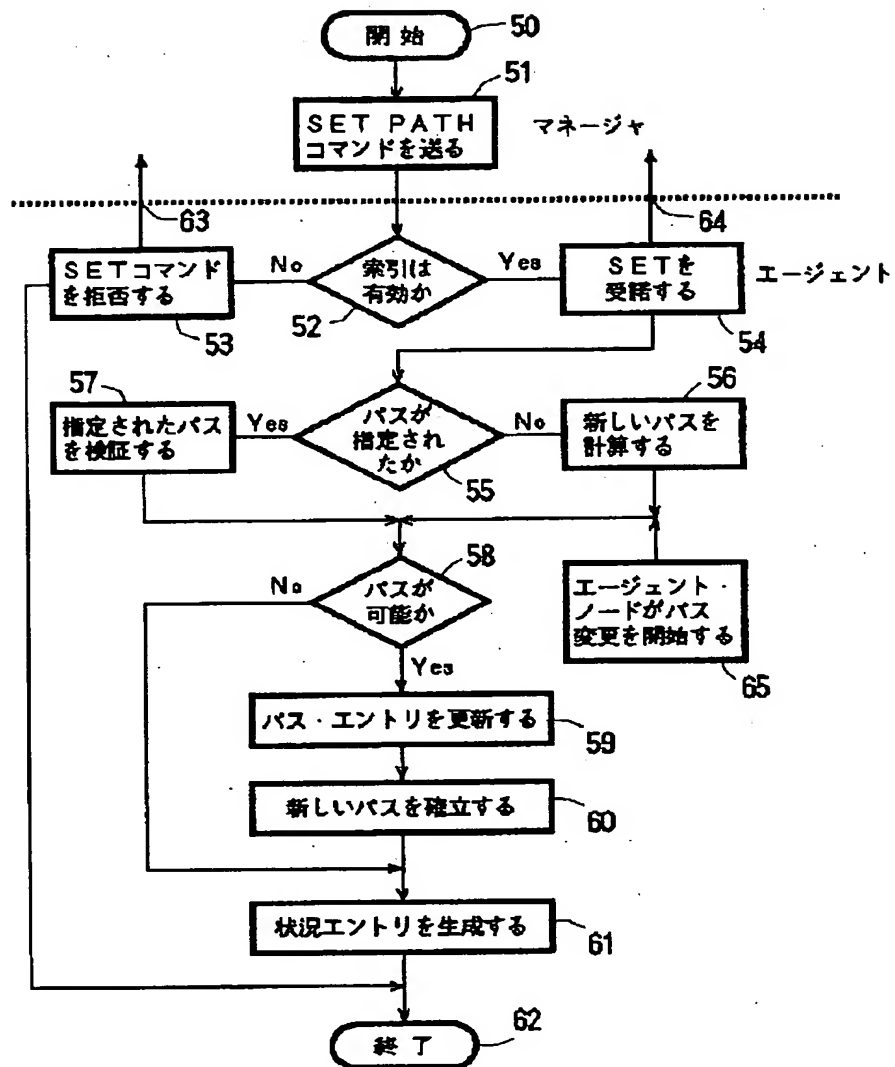 開始
50
51
SET PATH
コマンドを送る
マネージャ
63
64
SETコマンド
を拒否する
No
索引は
有効か
Yes
SETを
受諾する
エージェント
53
52
54
57
56
指定されたパス
を検証する
Yes
パスが
指定され
たか
No
新しいパスを
計算する
55
58
No
パスが
可能か
エージェント・
ノードがパス
変更を開始する
Yes
65
パス・エントリを更新する
59
新しいパスを確立する
60
状況エントリを生成する
61
終了
62